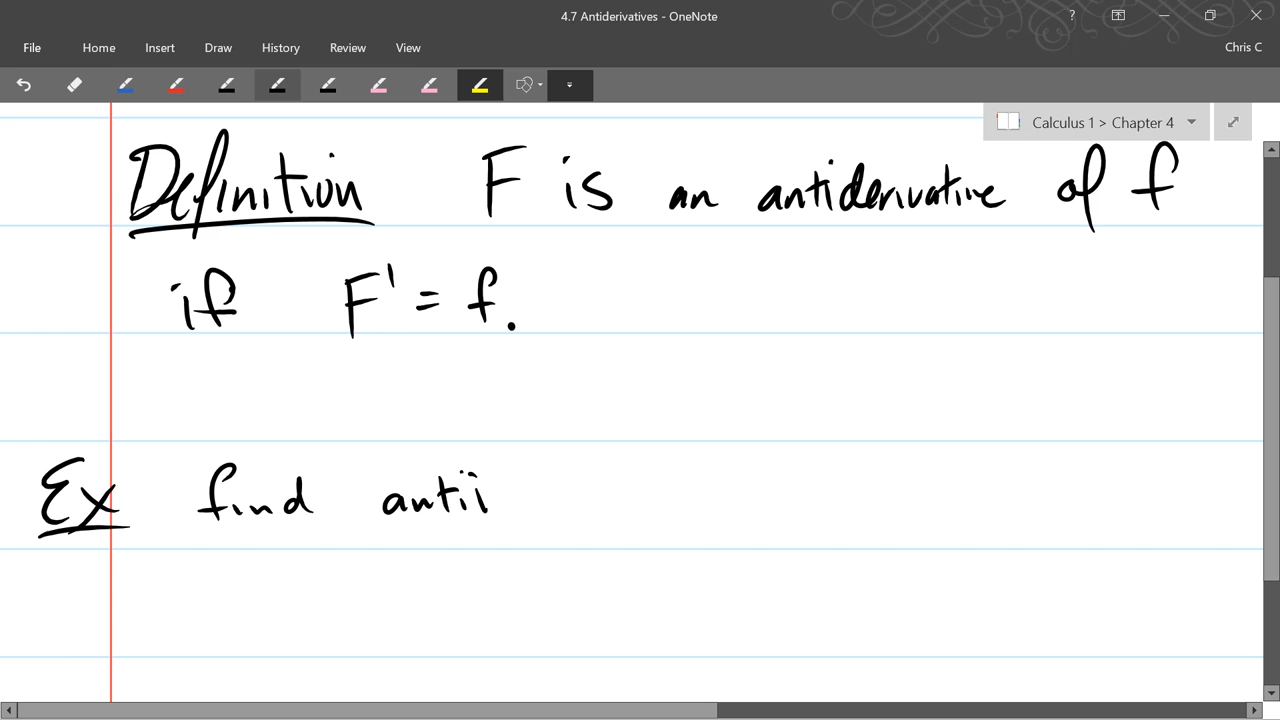 4.7 Antiderivatives - OneNote
?
File Home Insert Draw History Review View
Chris C
Calculus 1 > Chapter 4
Definition F is an antiderivative of f
if F' = f.
Ex find antii